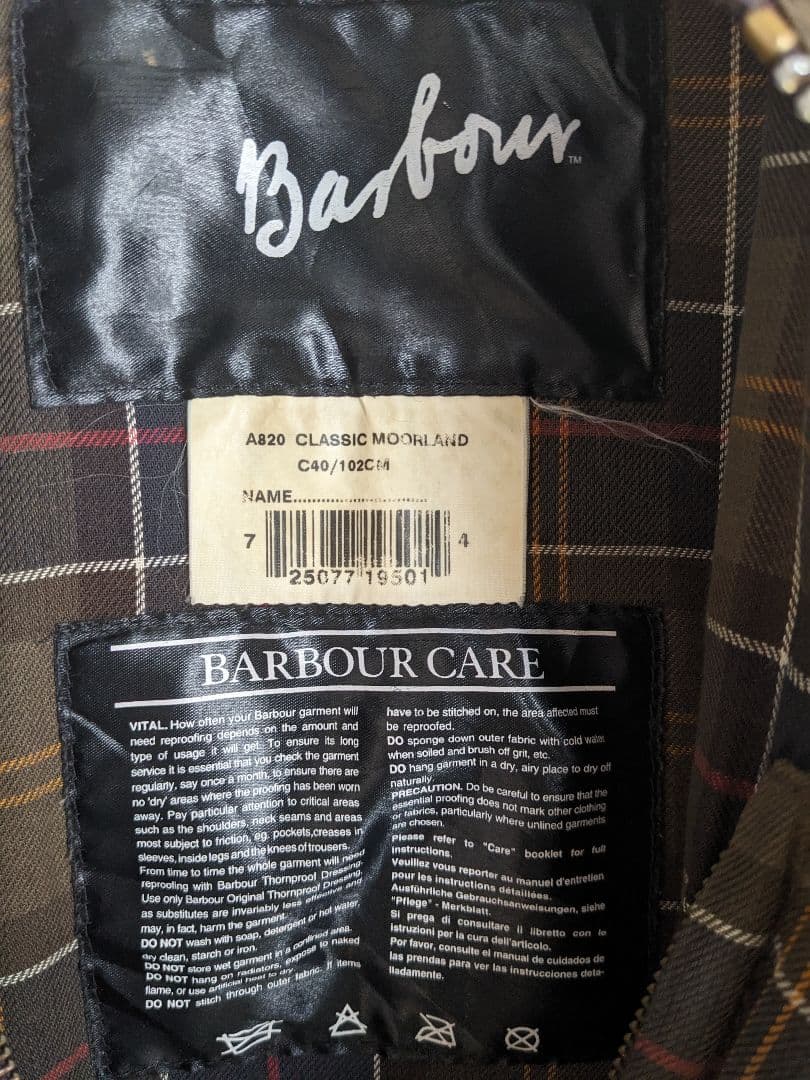 Barbour
TM
A820 CLASSIC MOORLAND
C40/102CM
NAME..............................
7 25077 19501 4
BARBOUR CARE
VITAL. How often your Barbour garment will
need reproofing depends on the amount and
type of usage it will get. To ensure its long
service it is essential that you check the garment
regularly, say once a month, to ensure there are
no 'dry' areas where the proofing has been worn
away. Pay particular attention to critical areas
such as the shoulders, neck seams and areas
most subject to friction, eg. pockets,creases in
sleeves, inside legs and the knees of trousers.
From time to time the whole garment will need
reproofing with Barbour Thornproof Dressing.
Use only Barbour Original Thornproof Dressing,
as substitutes are invariably less effective and
may, in fact, harm the garment.
DO NOT wash with soap, detergent or hot water,
dry clean, starch or iron.
DO NOT store wet garment in a confined area.
DO NOT hang on radiators, expose to naked
flame, or use artificial heat to dry.
DO NOT stitch through outer fabric. If items
have to be stitched on, the area affected must
be reproofed.
DO sponge down outer fabric with cold water
when soiled and brush off grit, etc.
DO hang garment in a dry, airy place to dry off
naturally.
PRECAUTION. Do be careful to ensure that the
essential proofing does not mark other clothing
or fabrics, particularly where unlined garments
are chosen.
Please refer to "Care" booklet for full
instructions.
Veuillez vous reporter au manuel d'entretien
pour les instructions détaillées.
Ausführliche Gebrauchsanweisungen, siehe
"Pflege" - Merkblatt.
Si prega di consultare il libretto con le
istruzioni per la cura dell'articolo.
Por favor, consulte el manual de cuidados de
las prendas para ver las instrucciones deta-
lladamente.